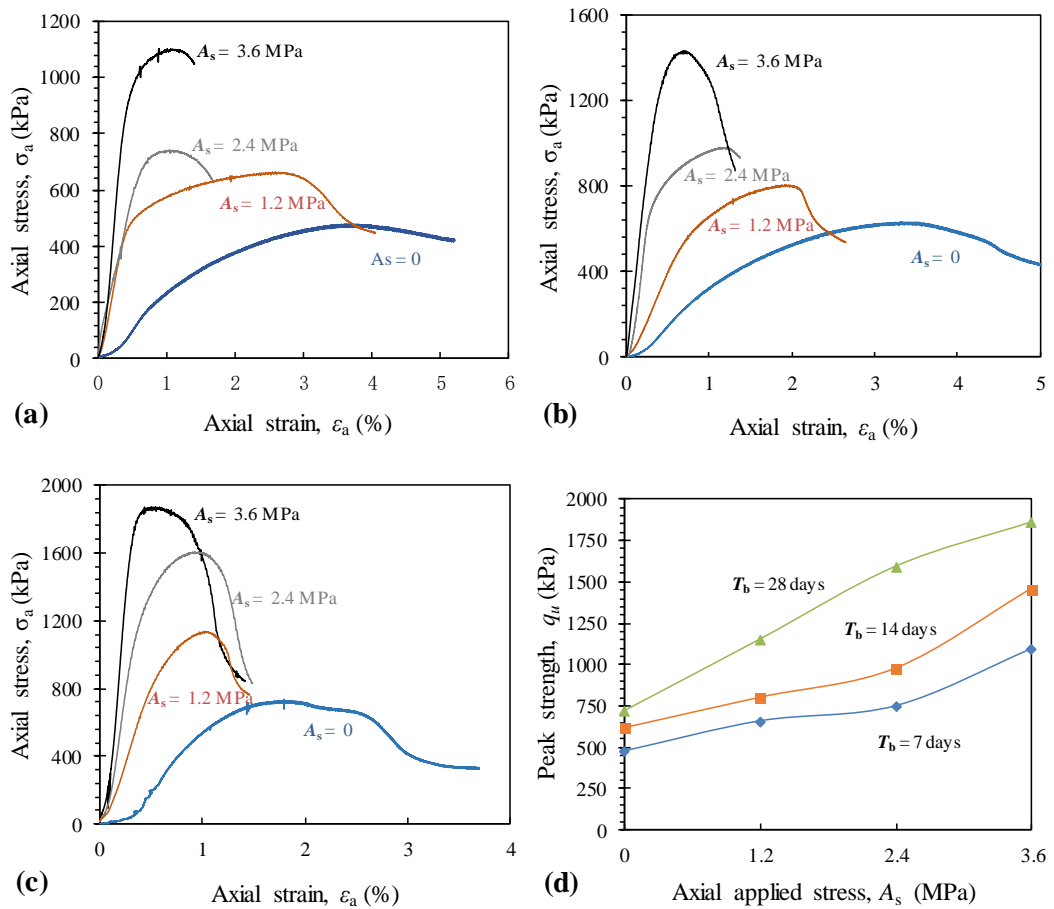 1200
1000
800
600
400
200
0
0
1
2
3
4
5
6
Axial stress, σa (kPa)
Axial strain, εa (%)
As = 3.6 MPa
As = 2.4 MPa
As = 1.2 MPa
As = 0
(a)
1600
1200
800
400
0
0
1
2
3
4
5
Axial stress, σa (kPa)
Axial strain, εa (%)
As = 3.6 MPa
As = 2.4 MPa
As = 1.2 MPa
As = 0
(b)
2000
1600
1200
800
400
0
0
1
2
3
4
Axial stress, σa (kPa)
Axial strain, εa (%)
As = 3.6 MPa
As = 2.4 MPa
As = 1.2 MPa
As = 0
(c)
2000
1750
1500
1250
1000
750
500
250
0
0
1.2
2.4
3.6
Peak strength, qu (kPa)
Axial applied stress, As (MPa)
Tb = 28 days
Tb = 14 days
Tb = 7 days
(d)